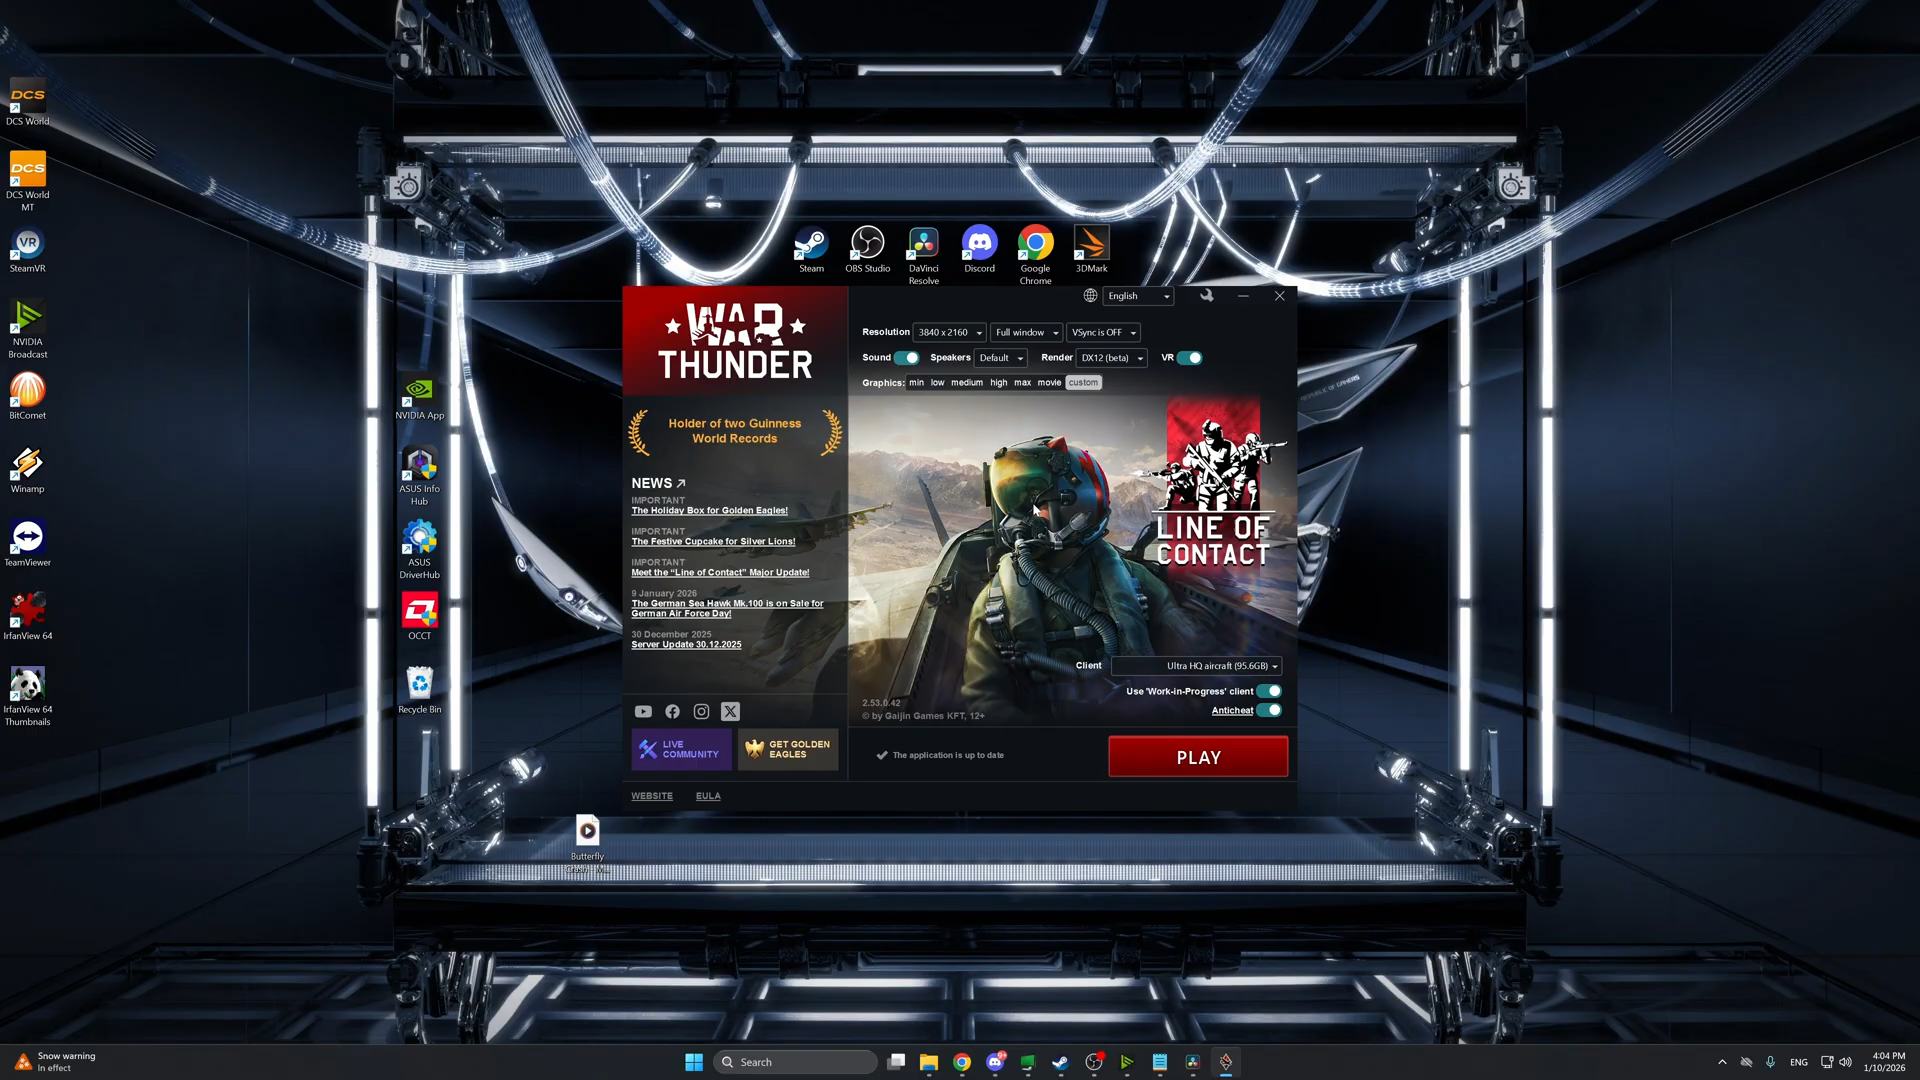 DCS
DCS World
DCS
DCS World
MT
VR
SteamVR
NVIDIA
Broadcast
BitComet
Winamp
TeamViewer
IrfanView 64
IrfanView 64
Thumbnails
NVIDIA App
ASUS Info
Hub
ASUS
DriverHub
OCCT
Recycle Bin
Steam
OBS Studio
DaVinci
Resolve
Discord
Google
Chrome
3DMark
WAR
THUNDER
Holder of two Guinness
World Records
NEWS
IMPORTANT
The Holiday Box for Golden Eagles!
IMPORTANT
The Festive Cupcake for Silver Lions!
IMPORTANT
Meet the “Line of Contact” Major Update!
9 January 2026
The German Sea Hawk Mk.100 is on Sale for
German Air Force Day!
30 December 2025
Server Update 30.12.2025
LIVE
COMMUNITY
GET GOLDEN
EAGLES
WEBSITE EULA
English
Resolution 3840 x 2160 Full window VSync is OFF
Sound Speakers Default Render DX12 (beta) VR
Graphics: min low medium high max movie custom
LINE OF
CONTACT
Client Ultra HQ aircraft (95.6GB)
Use 'Work-in-Progress' client
Anticheat
2.53.0.42
© by Gaijin Games KFT, 12+
The application is up to date
PLAY
REPUBLIC OF GAMERS
Butterfly
Snow warning
In effect
Search
9+
ENG
4:04 PM
1/10/2026